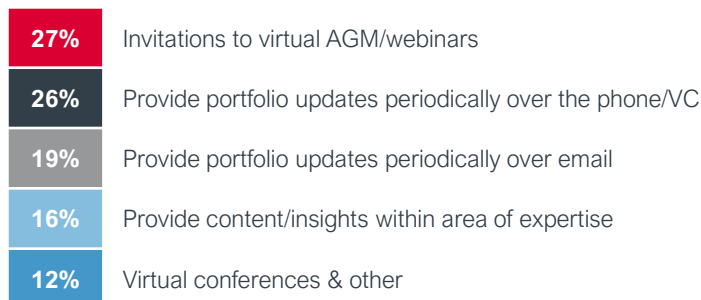 27% Invitations to virtual AGM/webinars
26% Provide portfolio updates periodically over the phone/VC
19% Provide portfolio updates periodically over email
16% Provide content/insights within area of expertise
12% Virtual conferences & other